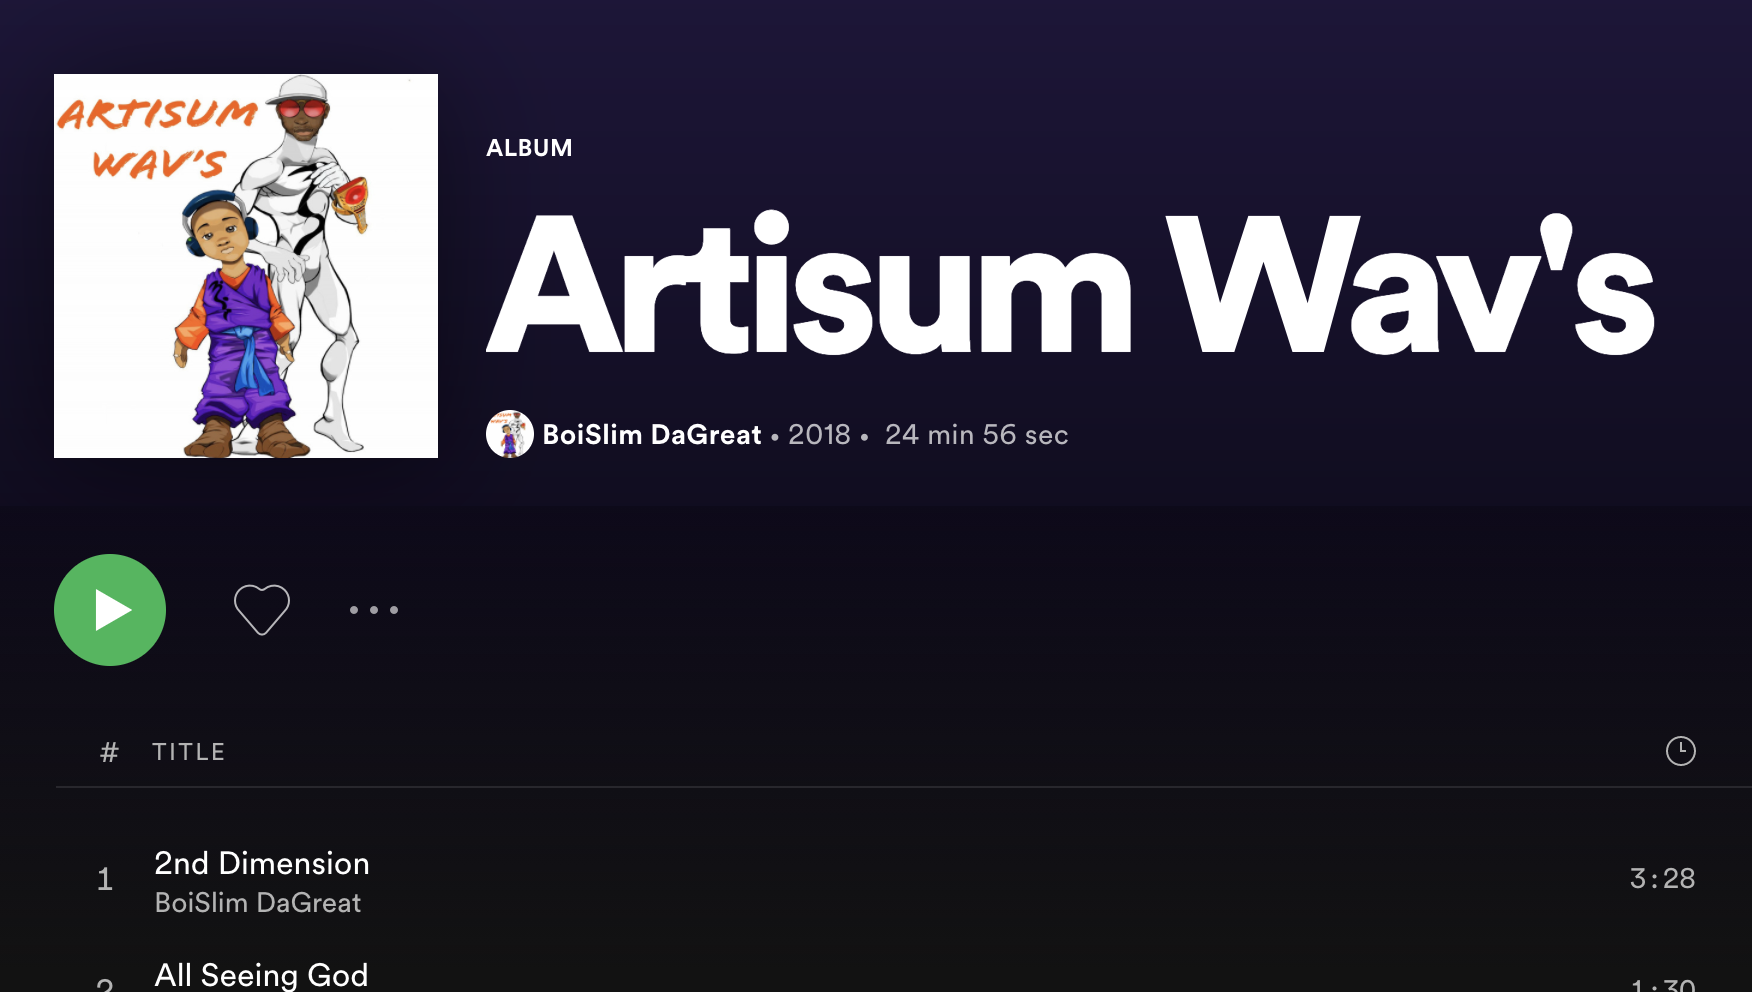 ARTISUM
WAV'S
ALBUM
Artisum Wav's
BoiSlim DaGreat • 2018 • 24 min 56 sec
# TITLE
1 2nd Dimension 3:28
BoiSlim DaGreat
2 All Seeing God 1:30